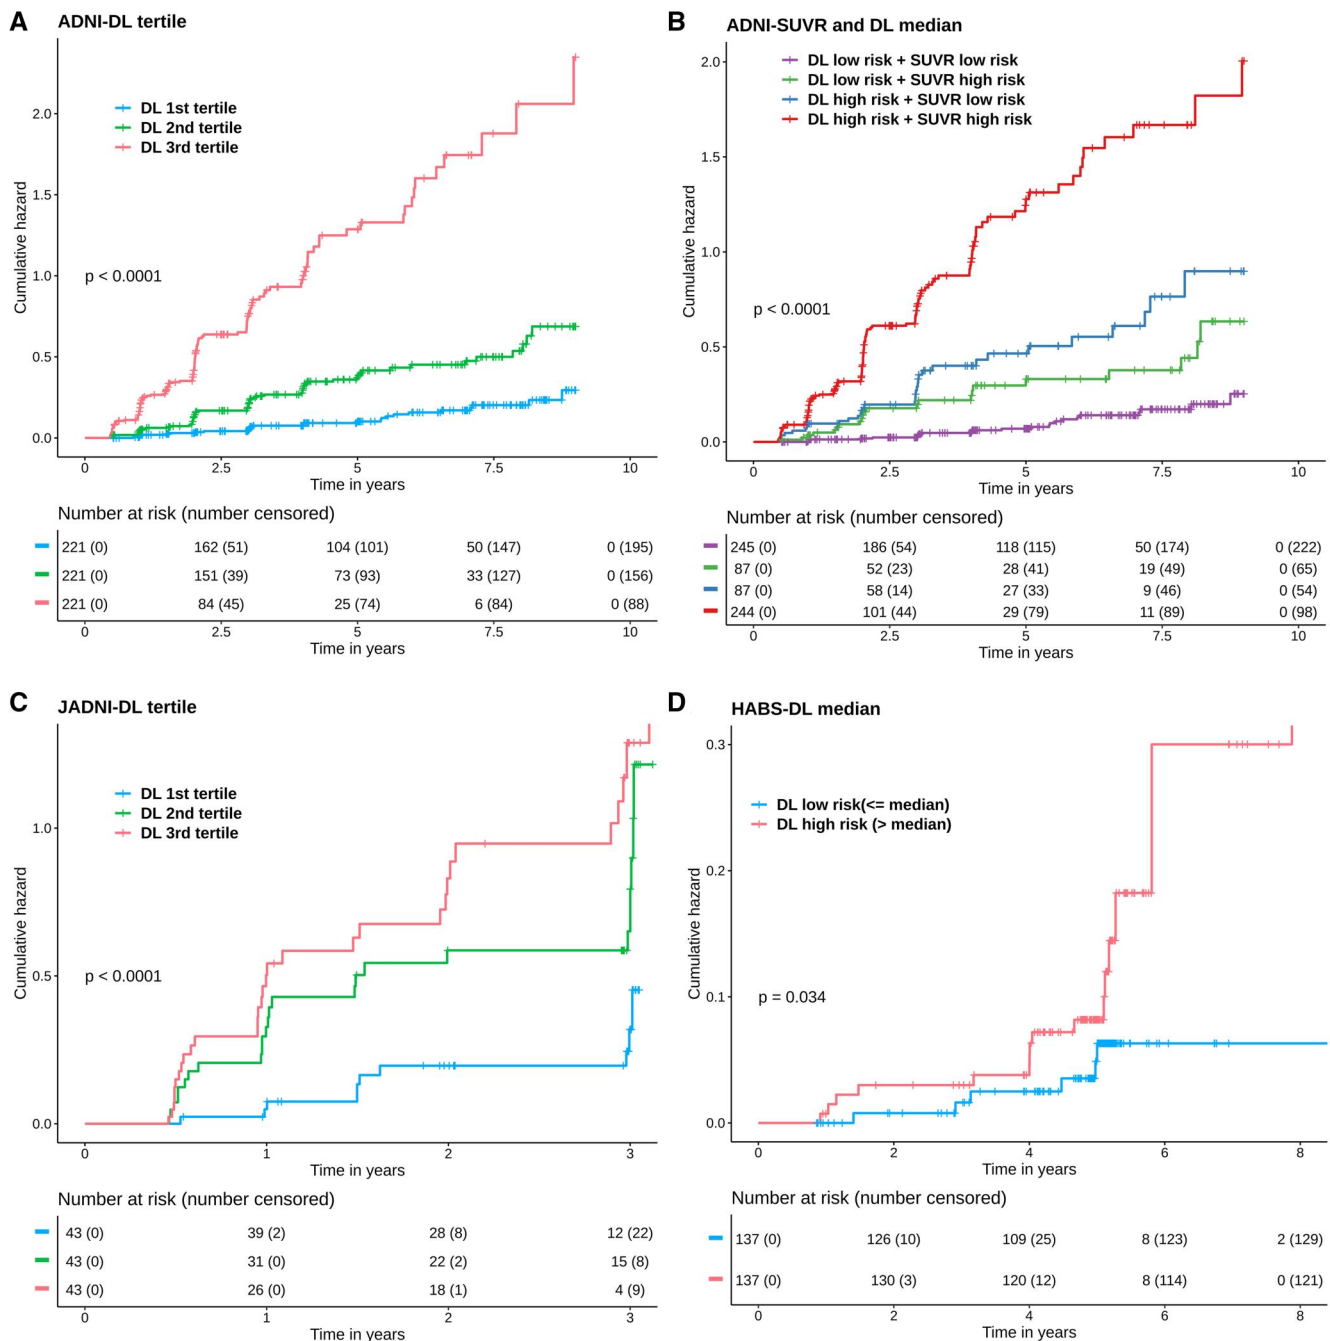 A
ADNI-DL tertile
DL 1st tertile
DL 2nd tertile
DL 3rd tertile
Cumulative hazard
2.0
1.5
1.0
0.5
0.0
p < 0.0001
0 2.5 5 7.5 10
Time in years
Number at risk (number censored)
221 (0) 162 (51) 104 (101) 50 (147) 0 (195)
221 (0) 151 (39) 73 (93) 33 (127) 0 (156)
221 (0) 84 (45) 25 (74) 6 (84) 0 (88)
0 2.5 5 7.5 10
Time in years
B
ADNI-SUVR and DL median
DL low risk + SUVR low risk
DL low risk + SUVR high risk
DL high risk + SUVR low risk
DL high risk + SUVR high risk
Cumulative hazard
2.0
1.5
1.0
0.5
0.0
p < 0.0001
0 2.5 5 7.5 10
Time in years
Number at risk (number censored)
245 (0) 186 (54) 118 (115) 50 (174) 0 (222)
87 (0) 52 (23) 28 (41) 19 (49) 0 (65)
87 (0) 58 (14) 27 (33) 9 (46) 0 (54)
244 (0) 101 (44) 29 (79) 11 (89) 0 (98)
0 2.5 5 7.5 10
Time in years
C
JADNI-DL tertile
DL 1st tertile
DL 2nd tertile
DL 3rd tertile
Cumulative hazard
1.0
0.5
0.0
p < 0.0001
0 1 2 3
Time in years
Number at risk (number censored)
43 (0) 39 (2) 28 (8) 12 (22)
43 (0) 31 (0) 22 (2) 15 (8)
43 (0) 26 (0) 18 (1) 4 (9)
0 1 2 3
Time in years
D
HABS-DL median
DL low risk(<= median)
DL high risk (> median)
Cumulative hazard
0.3
0.2
0.1
0.0
p = 0.034
0 2 4 6 8
Time in years
Number at risk (number censored)
137 (0) 126 (10) 109 (25) 8 (123) 2 (129)
137 (0) 130 (3) 120 (12) 8 (114) 0 (121)
0 2 4 6 8
Time in years